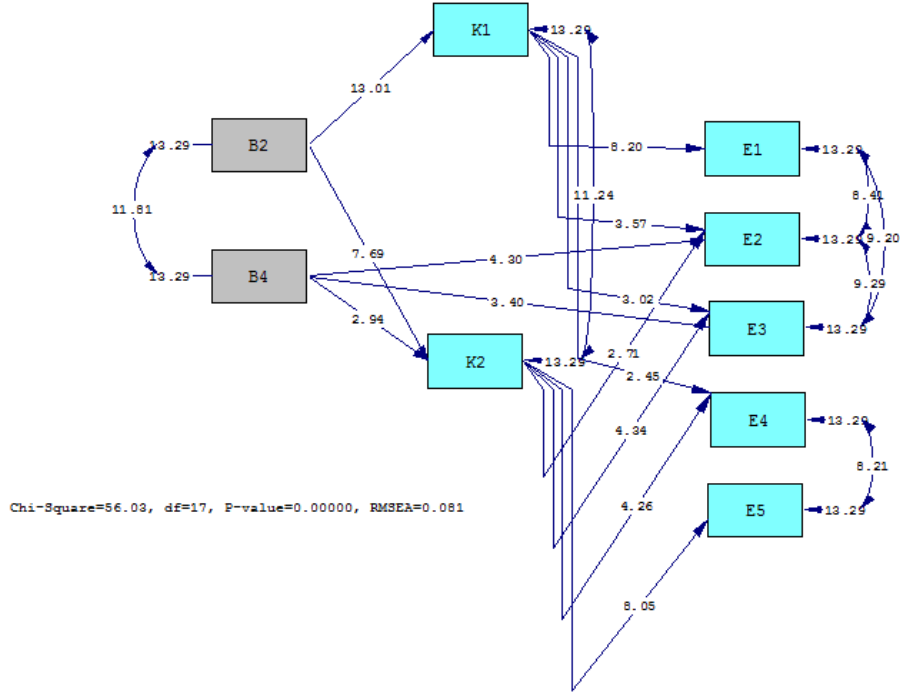 K1
13.29
13.01
B2
13.29
8.20
E1
13.29
11.24
8.41
11.81
3.57
E2
13.29
9.20
7.69
4.30
B4
13.29
9.29
3.40
3.02
2.94
E3
13.29
2.71
K2
13.29
2.45
E4
13.29
4.34
8.21
Chi-Square=56.03, df=17, P-value=0.00000, RMSEA=0.081
4.26
E5
13.29
8.05